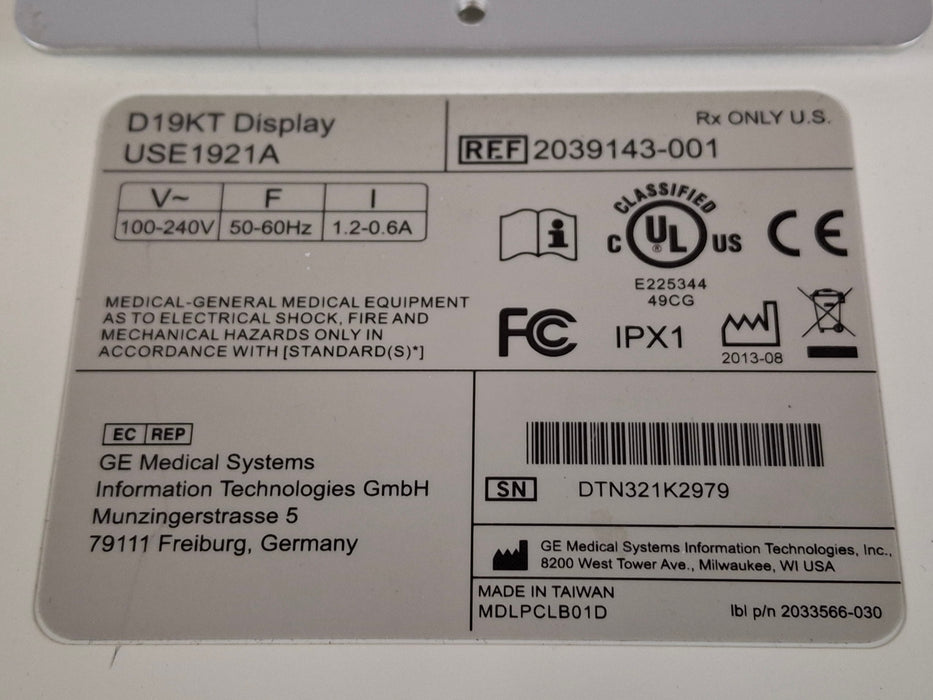 D19KT Display
USE1921A
Rx ONLY U.S.
REF 2039143-001
V~ F I
100-240V 50-60Hz 1.2-0.6A
CLASSIFIED
C UL ® US
CE
E225344
49CG
MEDICAL-GENERAL MEDICAL EQUIPMENT
AS TO ELECTRICAL SHOCK, FIRE AND
MECHANICAL HAZARDS ONLY IN
ACCORDANCE WITH [STANDARD(S)*]
FC IPX1
2013-08
EC REP
GE Medical Systems
Information Technologies GmbH
Munzingerstrasse 5
79111 Freiburg, Germany
SN DTN321K2979
GE Medical Systems Information Technologies, Inc.,
8200 West Tower Ave., Milwaukee, WI USA
MADE IN TAIWAN
MDLPCLB01D
lbl p/n 2033566-030